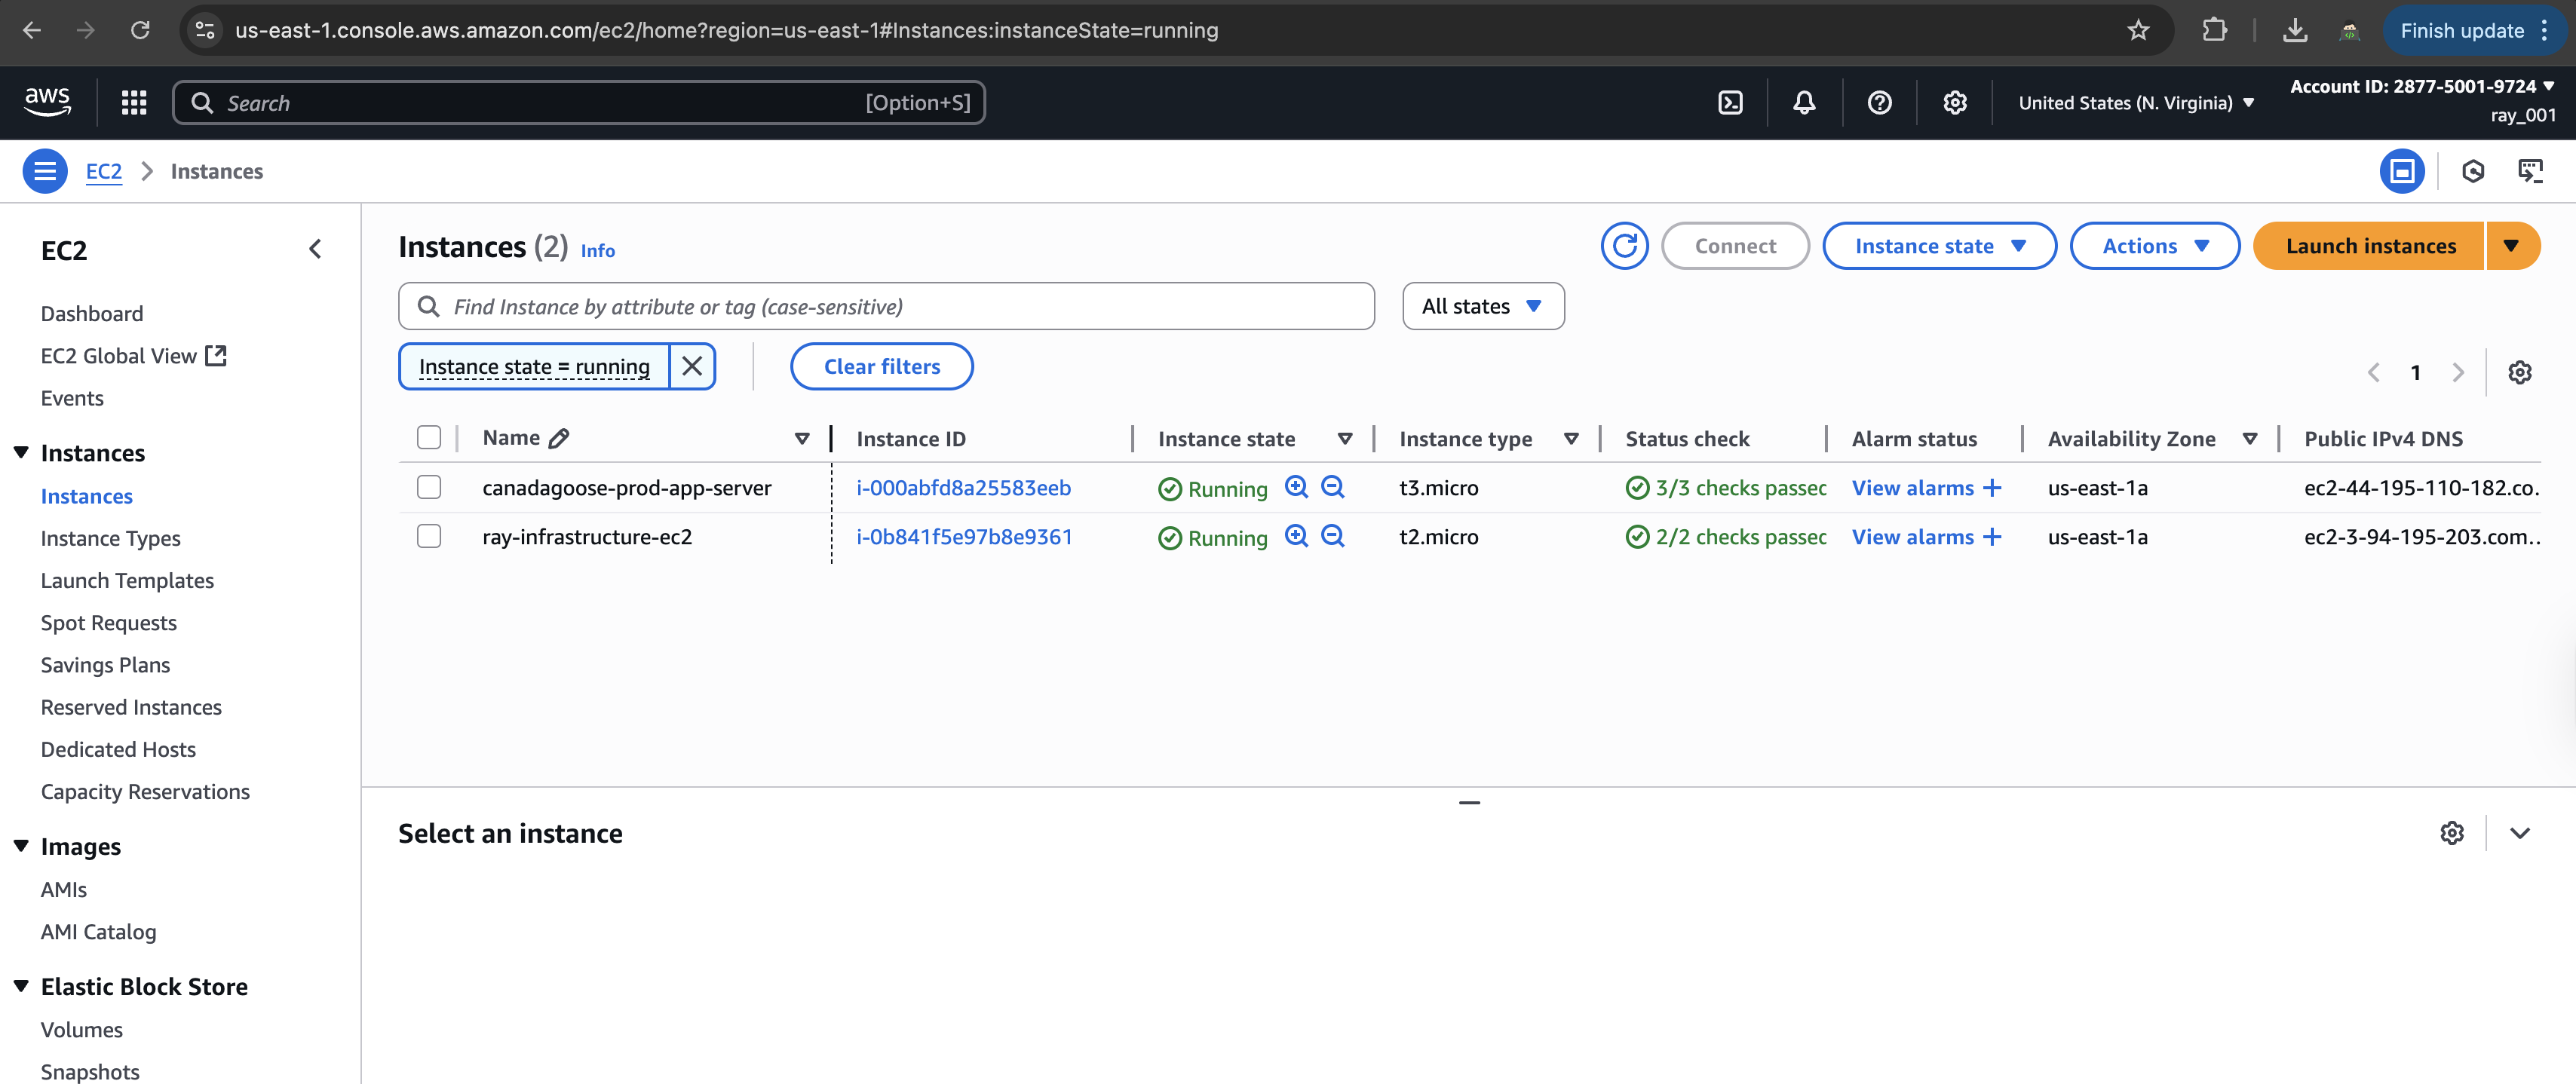 us-east-1.console.aws.amazon.com/ec2/home?region=us-east-1#Instances:instanceState=running
Finish update
aws
Search
[Option+S]
United States (N. Virginia)
Account ID: 2877-5001-9724
ray_001
EC2
Instances
EC2
Dashboard
EC2 Global View
Events
Instances
Instances
Instance Types
Launch Templates
Spot Requests
Savings Plans
Reserved Instances
Dedicated Hosts
Capacity Reservations
Images
AMIs
AMI Catalog
Elastic Block Store
Volumes
Snapshots
Instances (2) Info
Connect
Instance state
Actions
Launch instances
Find Instance by attribute or tag (case-sensitive)
All states
Instance state = running
Clear filters
1
Name Instance ID Instance state Instance type Status check Alarm status Availability Zone Public IPv4 DNS
canadagoose-prod-app-server i-000abfd8a25583eeb Running t3.micro 3/3 checks passec View alarms + us-east-1a ec2-44-195-110-182.co.
ray-infrastructure-ec2 i-0b841f5e97b8e9361 Running t2.micro 2/2 checks passec View alarms + us-east-1a ec2-3-94-195-203.com..
Select an instance